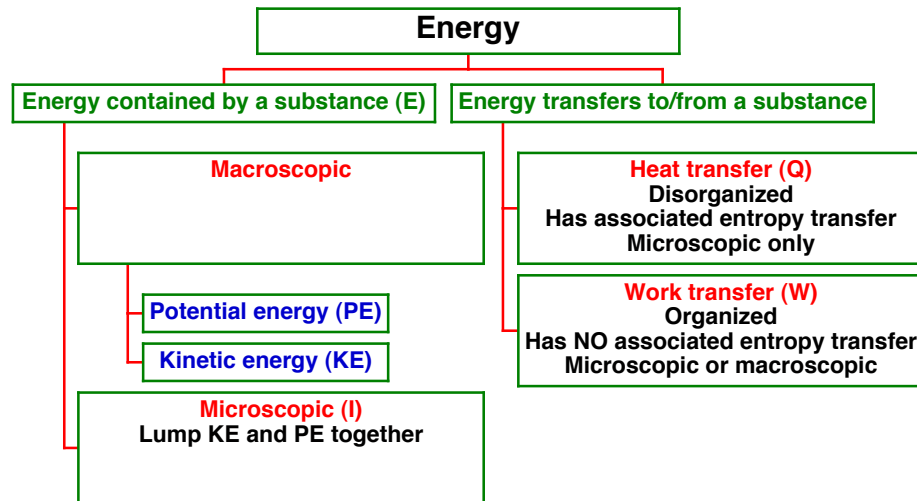 Energy
Energy contained by a substance (E)
Macroscopic
Potential energy (PE)
Kinetic energy (KE)
Microscopic (I)
Lump KE and PE together
Energy transfers to/from a substance
Heat transfer (Q)
Disorganized
Has associated entropy transfer
Microscopic only
Work transfer (W)
Organized
Has NO associated entropy transfer
Microscopic or macroscopic